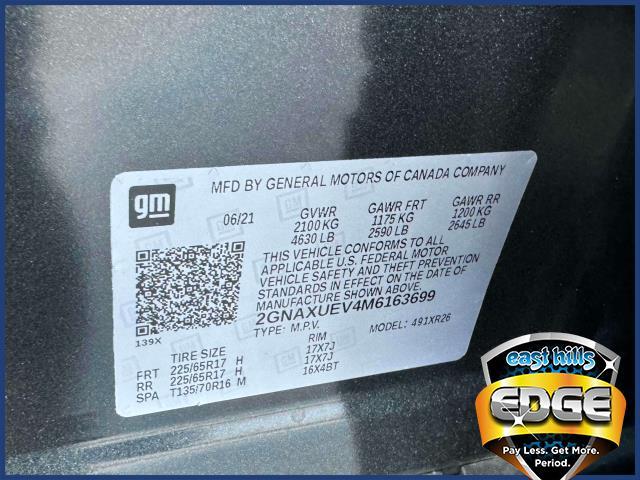 gm
MFD BY GENERAL MOTORS OF CANADA COMPANY
06/21 GVWR GAWR FRT GAWR RR
2100 KG 1175 KG 1200 KG
4630 LB 2590 LB 2645 LB
THIS VEHICLE CONFORMS TO ALL
APPLICABLE U.S. FEDERAL MOTOR
VEHICLE SAFETY AND THEFT PREVENTION
STANDARDS IN EFFECT ON THE DATE OF
MANUFACTURE SHOWN ABOVE.
2GNAXUEV4M6163699
139X
TYPE: M.P.V. MODEL: 491XR26
TIRE SIZE RIM
FRT 225/65R17 H 17X7J
RR 225/65R17 H 17X7J
SPA T135/70R16 M 16X4BT
east hills
EDGE
Pay Less. Get More.
Period.